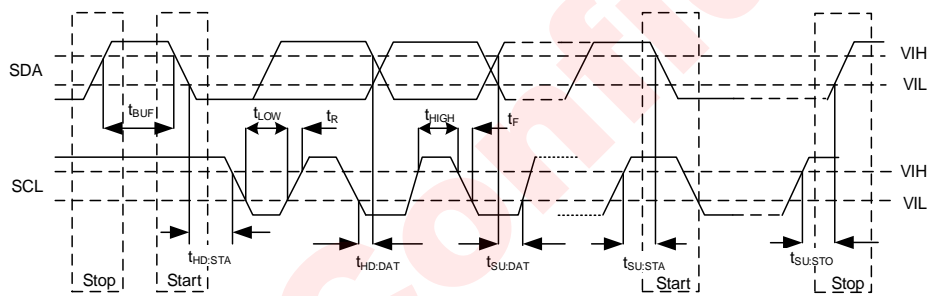 SDA
VIH
VIL
tBUF
tLOW
tR
tHIGH
tF
SCL
VIH
VIL
tHD:STA
tHD:DAT
tSU:DAT
tSU:STA
tSU:STO
Stop
Start
Start
Stop